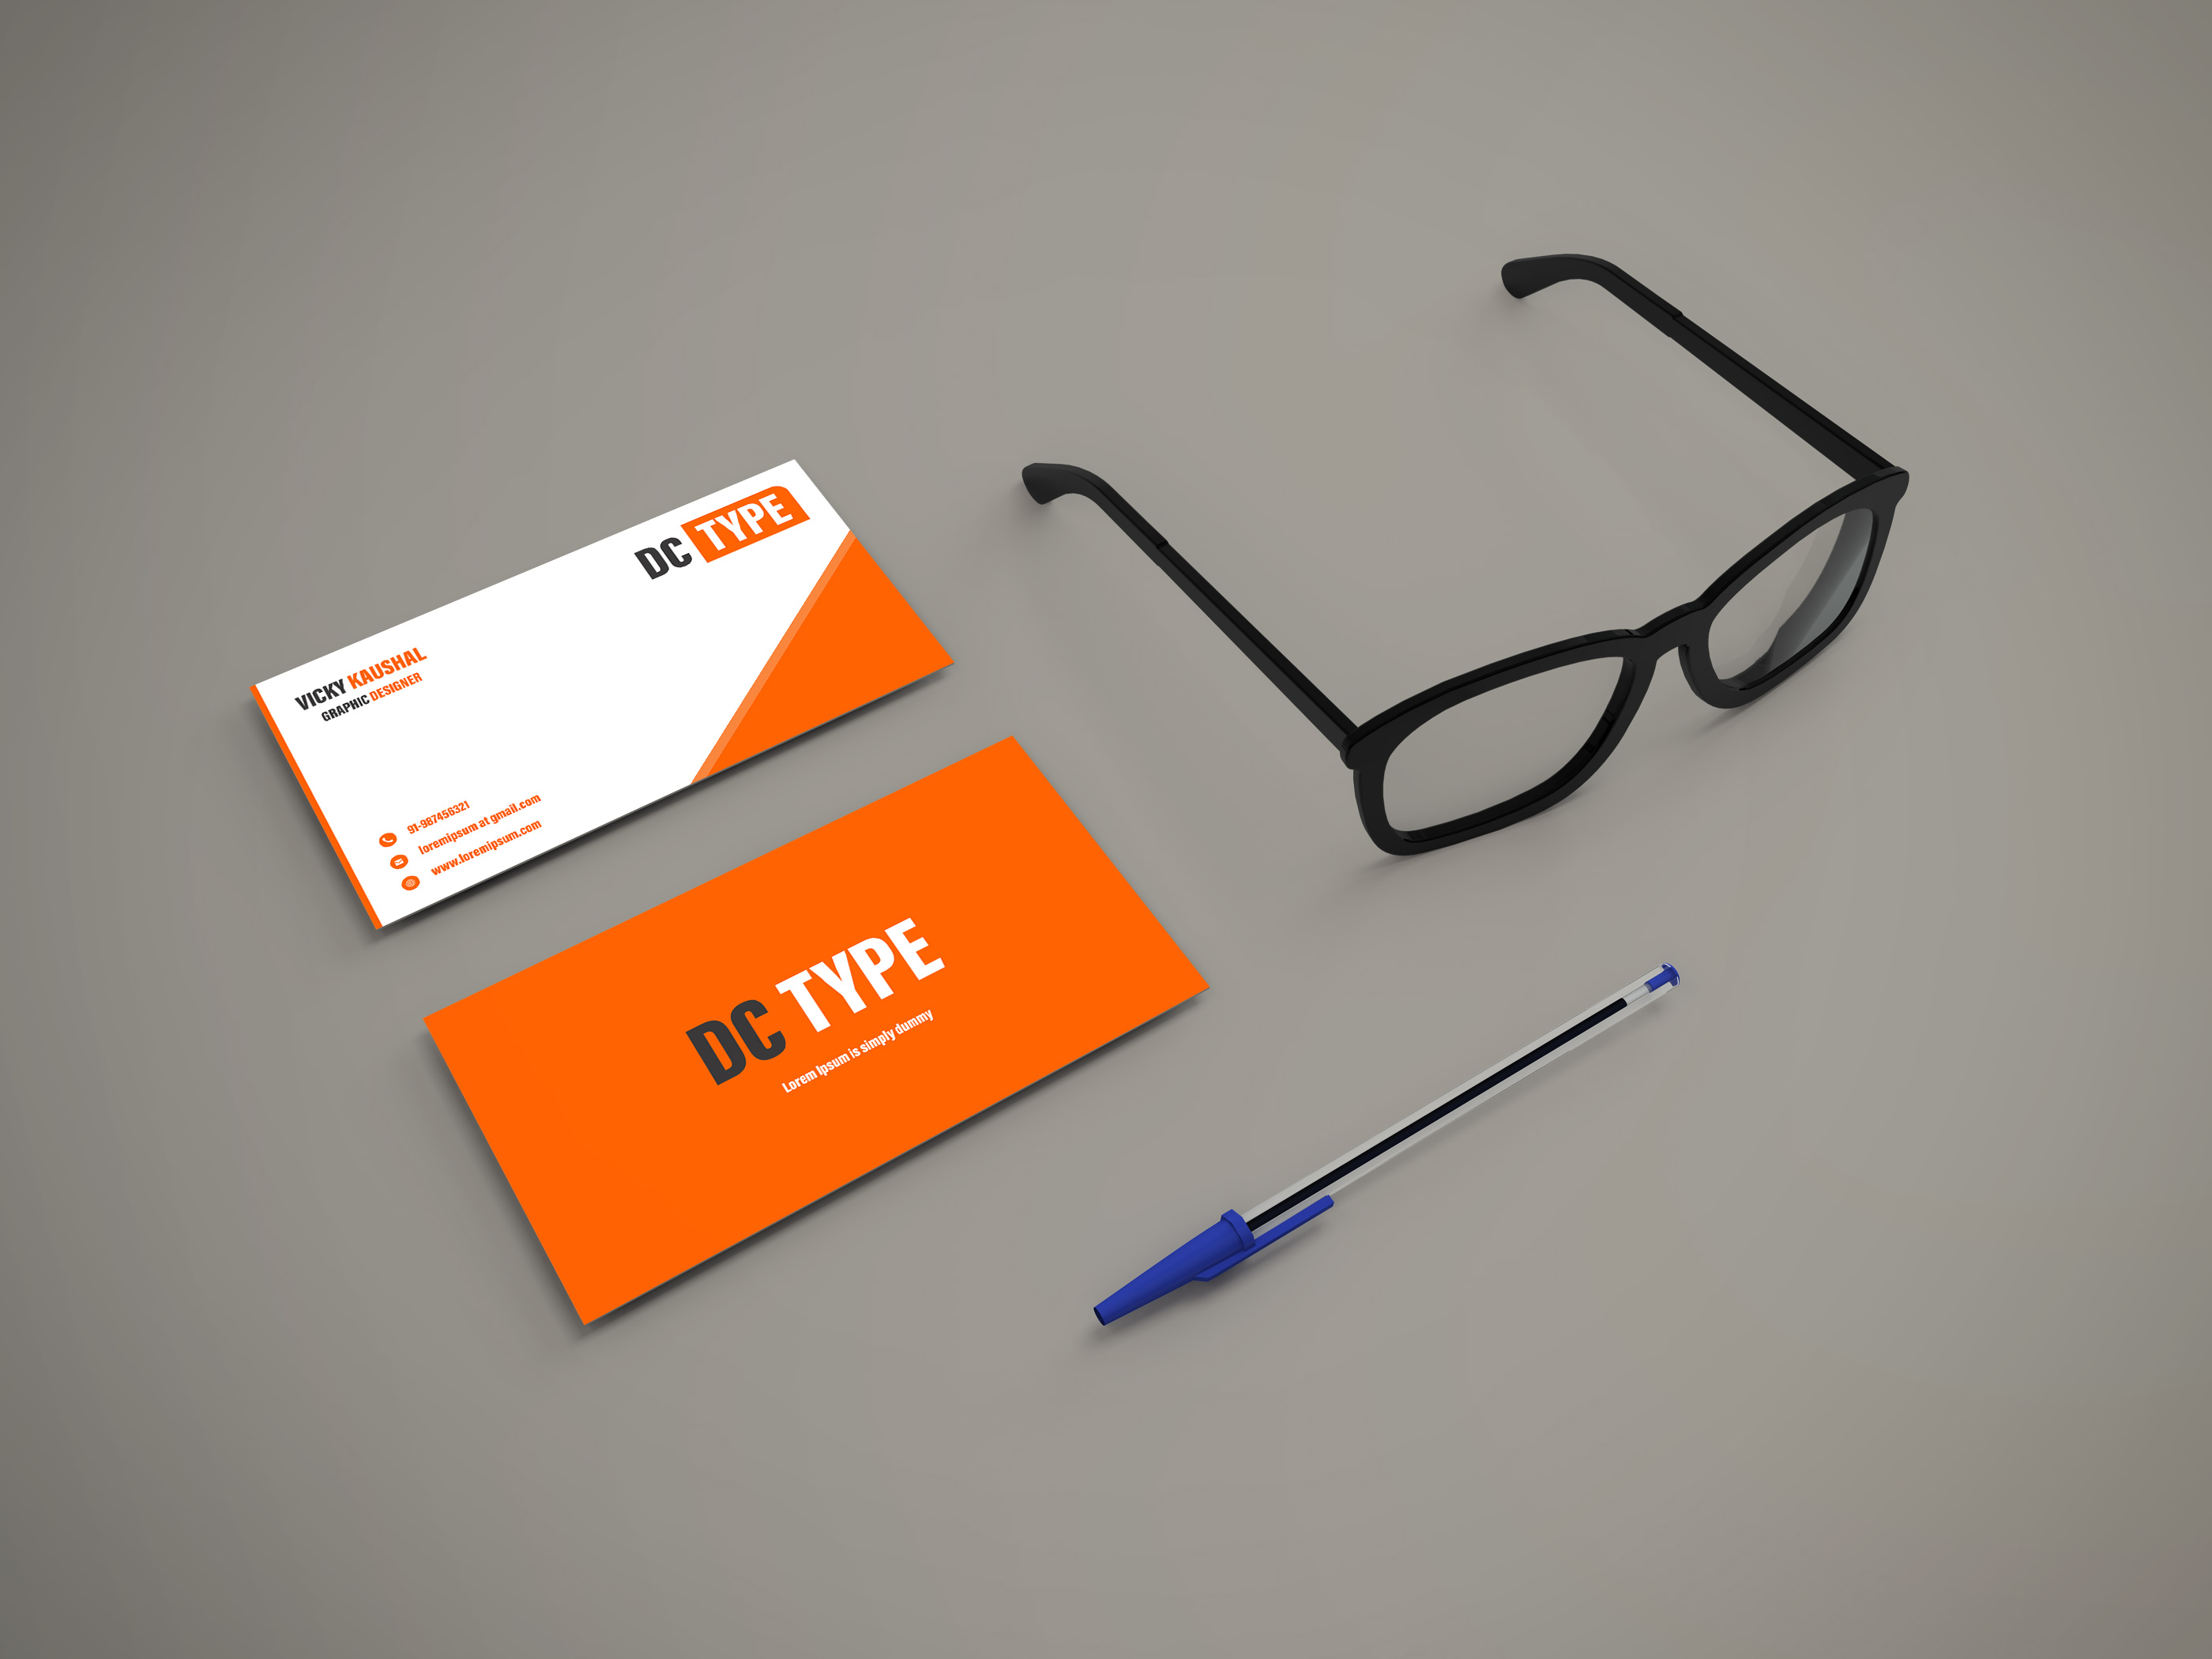 DC TYPE
VICKY KAUSHAL
GRAPHIC DESIGNER
91-987456321
loremipsum at gmail.com
www.loremipsum.com
DC TYPE
Lorem Ipsum is simply dummy